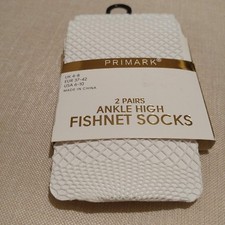 PRIMARK®
UK 4-8
EUR 37-42
USA 6-10
MADE IN CHINA
2 PAIRS
ANKLE HIGH
FISHNET SOCKS